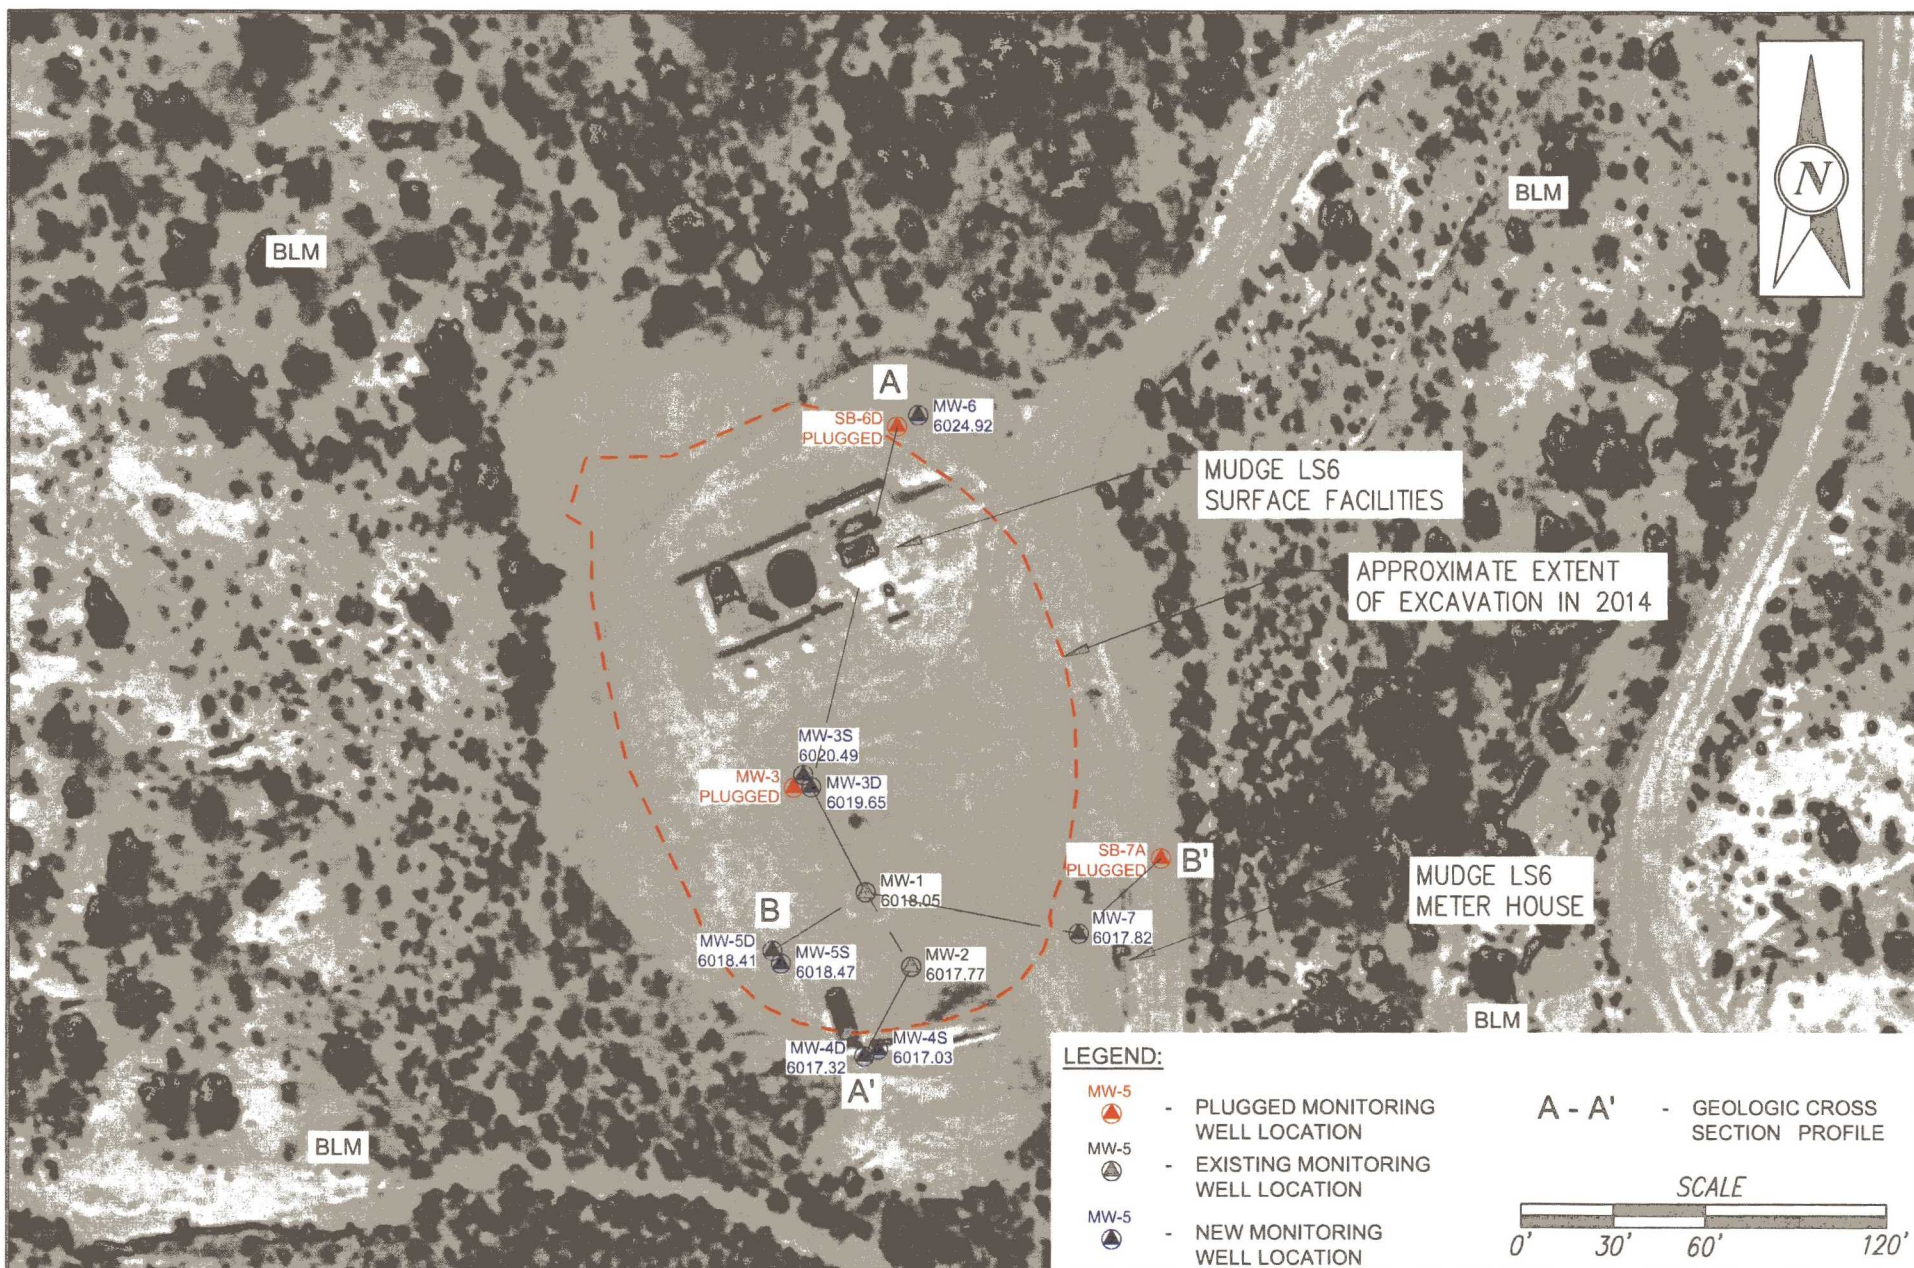 N
BLM
BLM
A
SB-6D
PLUGGED
MW-6
6024.92
MUDGE LS6
SURFACE FACILITIES
APPROXIMATE EXTENT
OF EXCAVATION IN 2014
MW-3S
6020.49
MW-3
PLUGGED
MW-3D
6019.65
SB-7A
PLUGGED
B'
MUDGE LS6
METER HOUSE
MW-1
6018.05
B
MW-7
6017.82
MW-5D
6018.41
MW-5S
6018.47
MW-2
6017.77
BLM
MW-4D
6017.32
MW-4S
6017.03
A'
BLM
LEGEND:
MW-5
- PLUGGED MONITORING
WELL LOCATION
MW-5
- EXISTING MONITORING
WELL LOCATION
MW-5
- NEW MONITORING
WELL LOCATION
A - A' - GEOLOGIC CROSS
SECTION PROFILE
SCALE
0' 30' 60' 120'